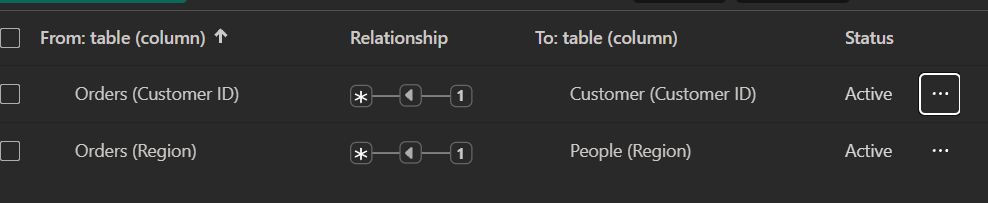 From: table (column) ↑ Relationship To: table (column) Status
Orders (Customer ID) * 1 Customer (Customer ID) Active ...
Orders (Region) * 1 People (Region) Active ...